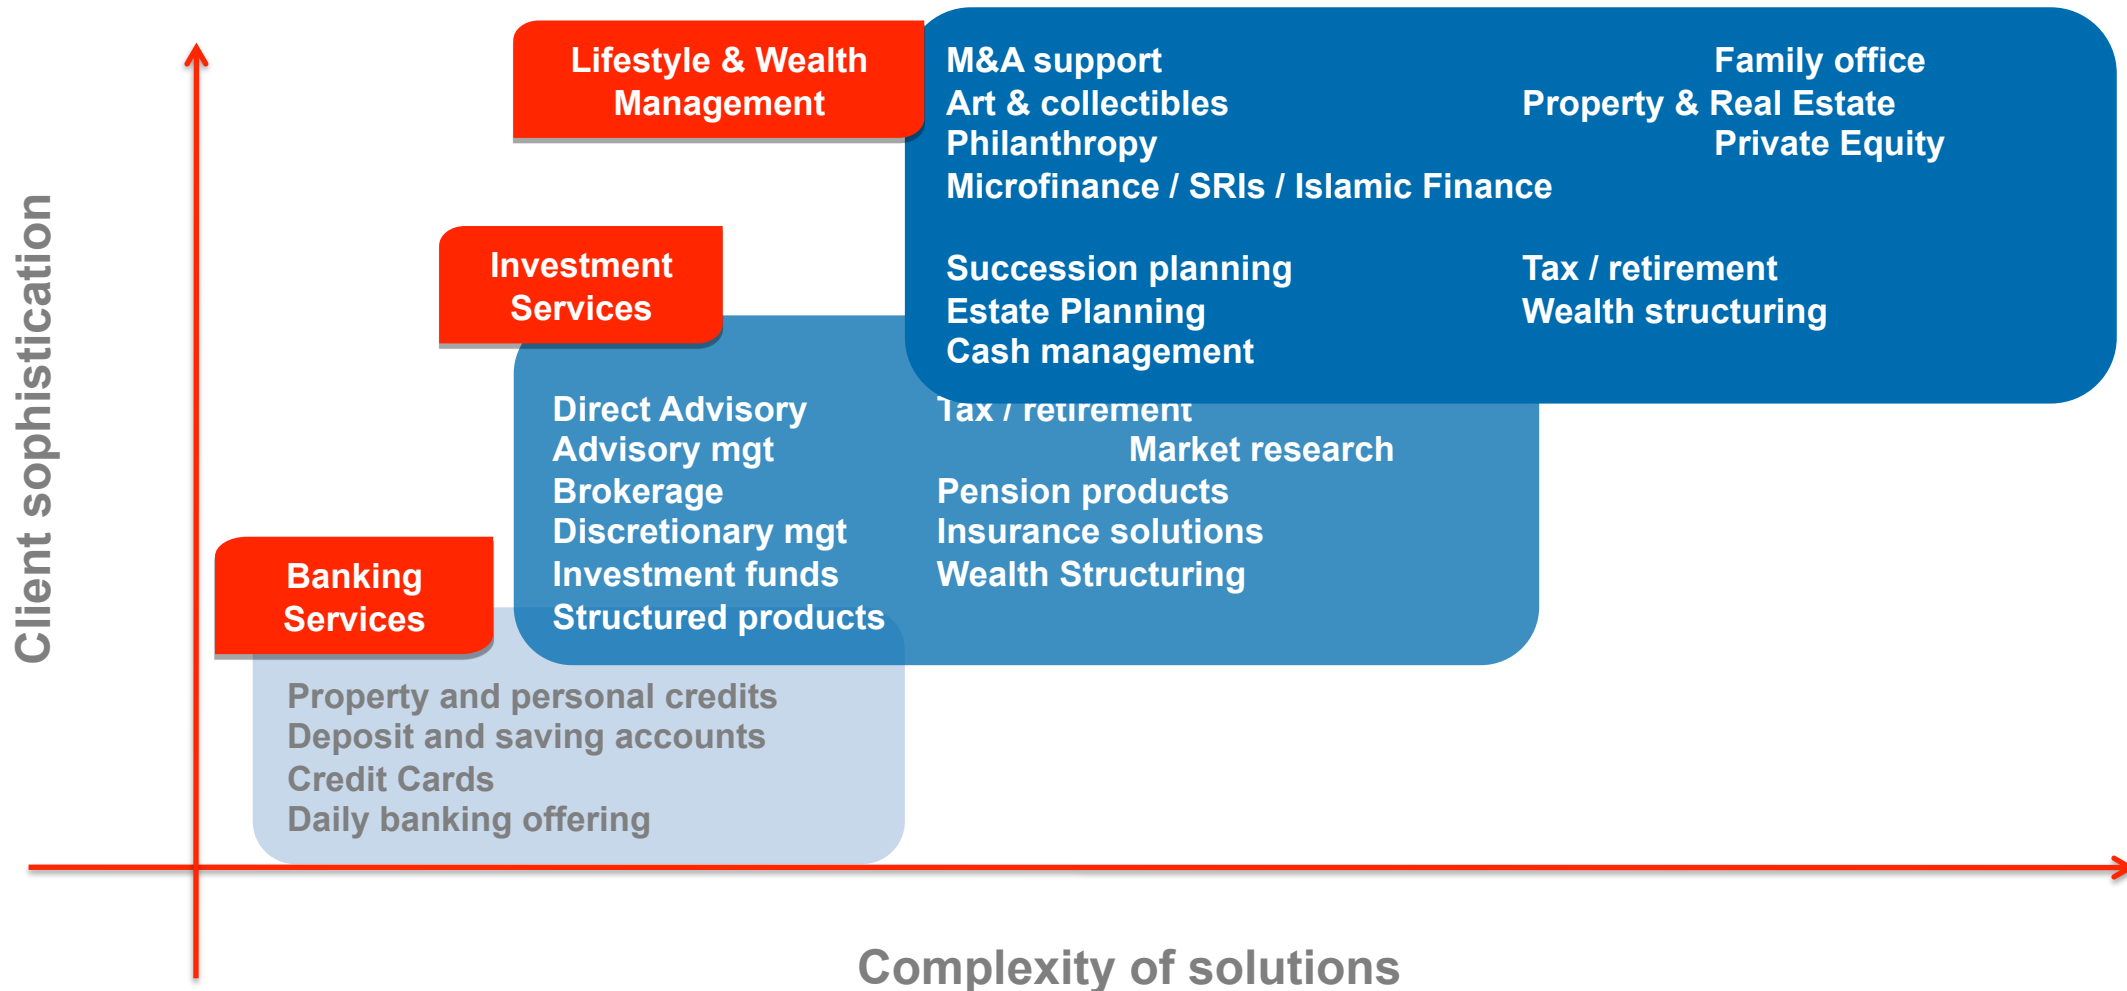 Client sophistication
Lifestyle & Wealth
Management
M&A support Family office
Art & collectibles Property & Real Estate
Philanthropy Private Equity
Microfinance / SRIs / Islamic Finance
Succession planning Tax / retirement
Estate Planning Wealth structuring
Cash management
Investment
Services
Direct Advisory Tax / retirement
Advisory mgt Market research
Brokerage Pension products
Discretionary mgt Insurance solutions
Investment funds Wealth Structuring
Structured products
Banking
Services
Property and personal credits
Deposit and saving accounts
Credit Cards
Daily banking offering
Complexity of solutions